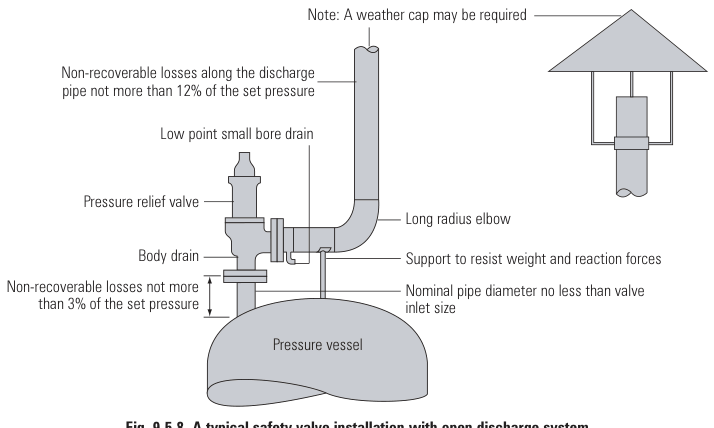 Note: A weather cap may be required
Non-recoverable losses along the discharge
pipe not more than 12% of the set pressure
Low point small bore drain
Pressure relief valve
Long radius elbow
Body drain
Support to resist weight and reaction forces
Non-recoverable losses not more
than 3% of the set pressure
Nominal pipe diameter no less than valve
inlet size
Pressure vessel
Fig. 9.5.8 A typical safety valve installation with open discharge system